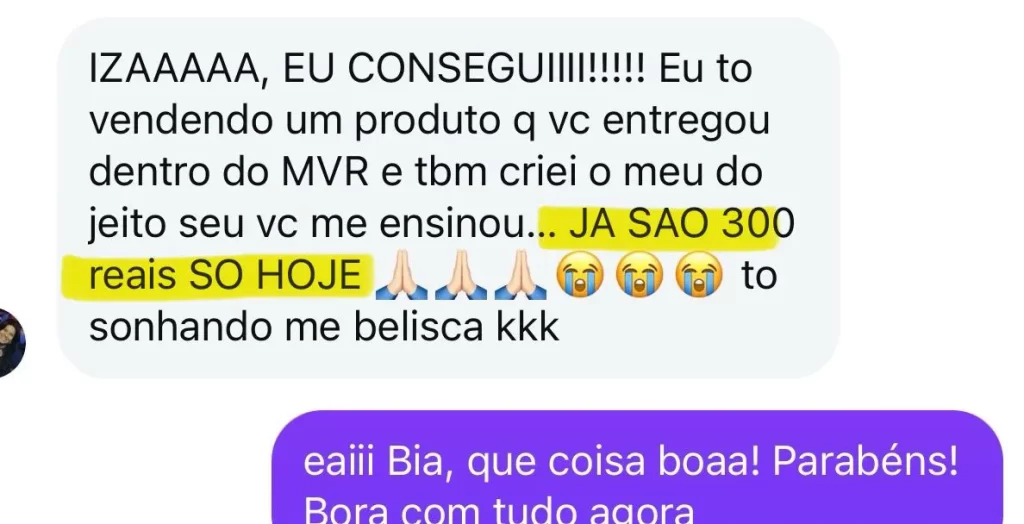 IZAAAAA, EU CONSEGUIIII!!!!! Eu to
vendendo um produto q vc entregou
dentro do MVR e tbm criei o meu do
jeito seu vc me ensinou... JA SAO 300
reais SO HOJE 🙏🏻🙏🏻🙏🏻😭😭😭 to
sonhando me belisca kkk
eaiii Bia, que coisa boaa! Parabéns!
Bora com tudo agora